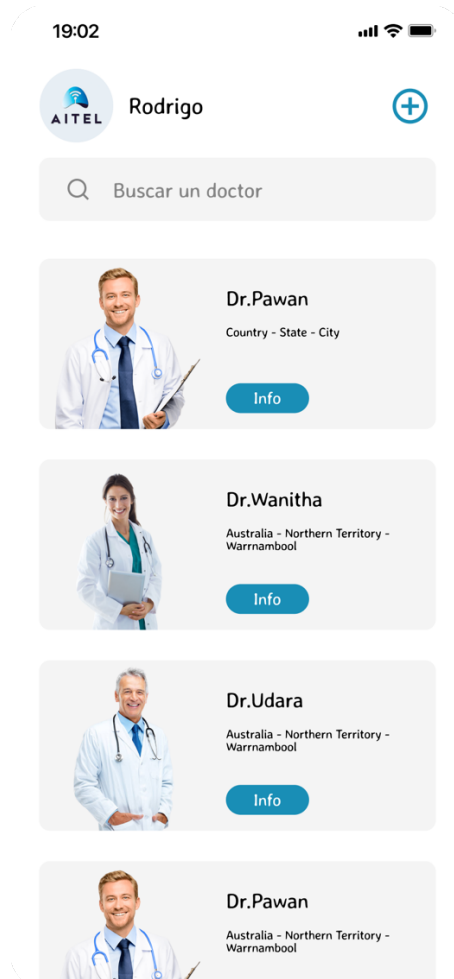 19:02
AITEL
Rodrigo
Buscar un doctor
Dr.Pawan
Country - State - City
Info
Dr.Wanitha
Australia - Northern Territory -
Warrnambool
Info
Dr.Udara
Australia - Northern Territory -
Warrnambool
Info
Dr.Pawan
Australia - Northern Territory -
Warrnambool